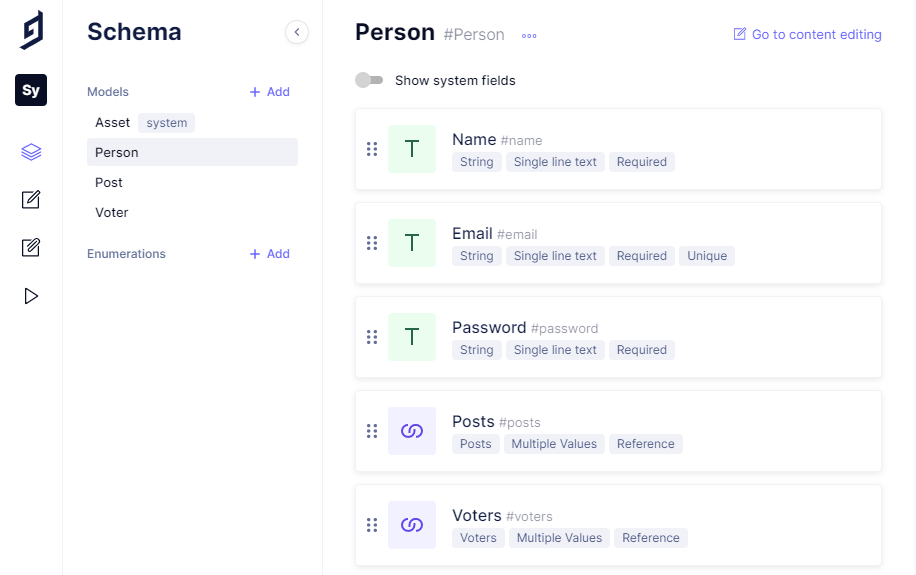 Sy
Schema
Models
Add
Asset system
Person
Post
Voter
Enumerations
Add
Person #Person
Go to content editing
Show system fields
T
Name #name
String Single line text Required
T
Email #email
String Single line text Required Unique
T
Password #password
String Single line text Required
Posts #posts
Posts Multiple Values Reference
Voters #voters
Voters Multiple Values Reference